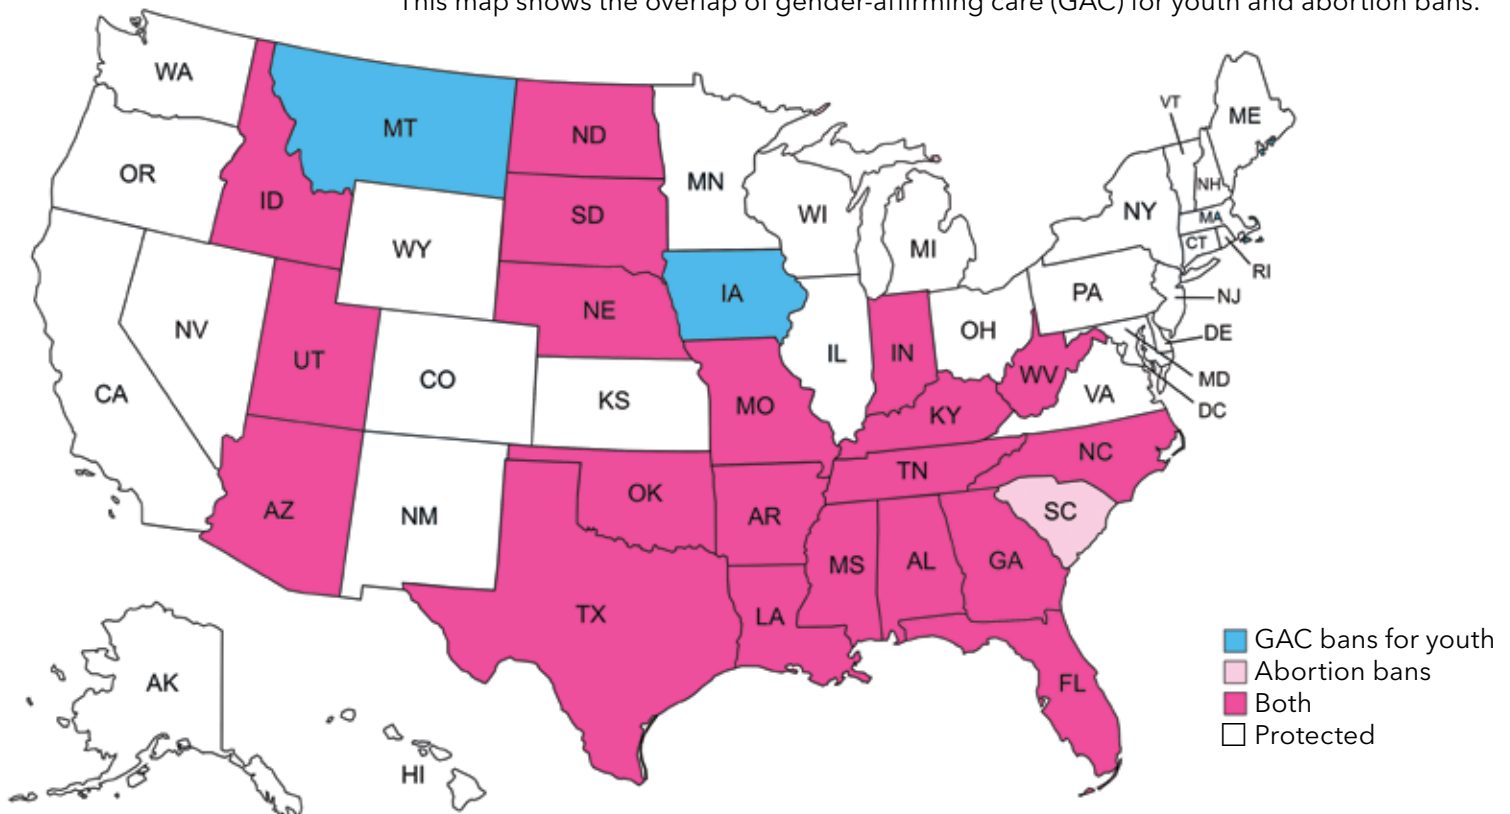 This map shows the overlap of gender-affirming care (GAC) for youth and abortion bans.
WA
MT
ND
MN
VT
ME
OR
ID
SD
WI
MI
NY
NH
MA
CT
RI
WY
IA
NE
PA
NJ
NV
UT
CO
KS
IL
IN
OH
DE
CA
MO
KY
WV
VA
MD
DC
AZ
NM
OK
AR
TN
NC
SC
TX
LA
MS
AL
GA
FL
AK
HI
GAC bans for youth
Abortion bans
Both
Protected